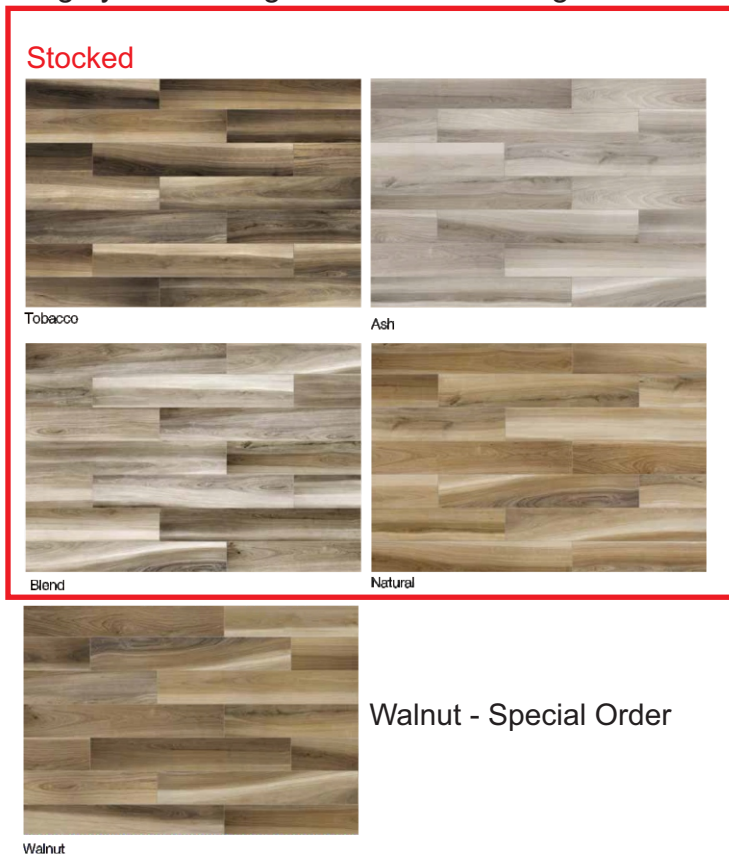 Stocked
Tobacco
Ash
Blend
Natural
Walnut - Special Order
Walnut